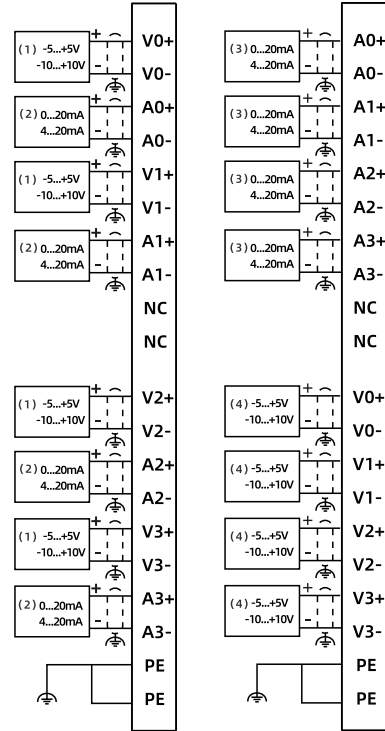 (1) -5...+5V
-10...+10V
+
-
V0+
V0-
(2) 0...20mA
4...20mA
+
-
A0+
A0-
(1) -5...+5V
-10...+10V
+
-
V1+
V1-
(2) 0...20mA
4...20mA
+
-
A1+
A1-
NC
NC
(1) -5...+5V
-10...+10V
+
-
V2+
V2-
(2) 0...20mA
4...20mA
+
-
A2+
A2-
(1) -5...+5V
-10...+10V
+
-
V3+
V3-
(2) 0...20mA
4...20mA
+
-
A3+
A3-
PE
PE
(3) 0...20mA
4...20mA
+
-
A0+
A0-
(3) 0...20mA
4...20mA
+
-
A1+
A1-
(3) 0...20mA
4...20mA
+
-
A2+
A2-
(3) 0...20mA
4...20mA
+
-
A3+
A3-
NC
NC
(4) -5...+5V
-10...+10V
+
-
V0+
V0-
(4) -5...+5V
-10...+10V
+
-
V1+
V1-
(4) -5...+5V
-10...+10V
+
-
V2+
V2-
(4) -5...+5V
-10...+10V
+
-
V3+
V3-
PE
PE